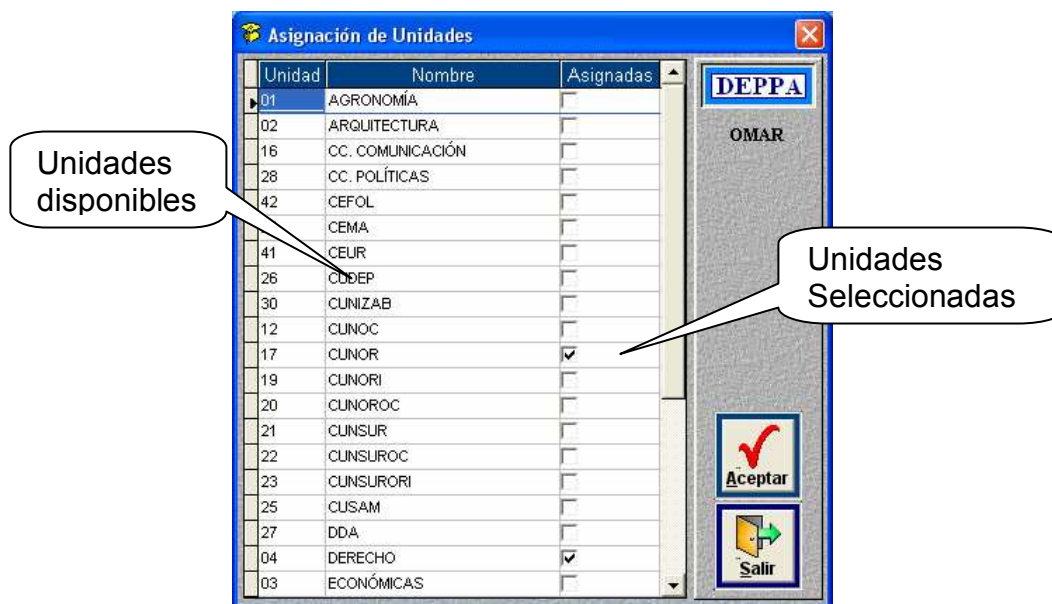 Asignación de Unidades
Unidad Nombre Asignadas
01 AGRONOMÍA
02 ARQUITECTURA
16 CC. COMUNICACIÓN
28 CC. POLÍTICAS
42 CEFOL
CEMA
41 CEUR
26 CUDEP
30 CUNIZAB
12 CUNOC
17 CUNOR
19 CUNORI
20 CUNOROC
21 CUNSUR
22 CUNSUROC
23 CUNSURORI
25 CUSAM
27 DDA
04 DERECHO
03 ECONÓMICAS
DEPPA
OMAR
Aceptar
Salir
Unidades
disponibles
Unidades
Seleccionadas